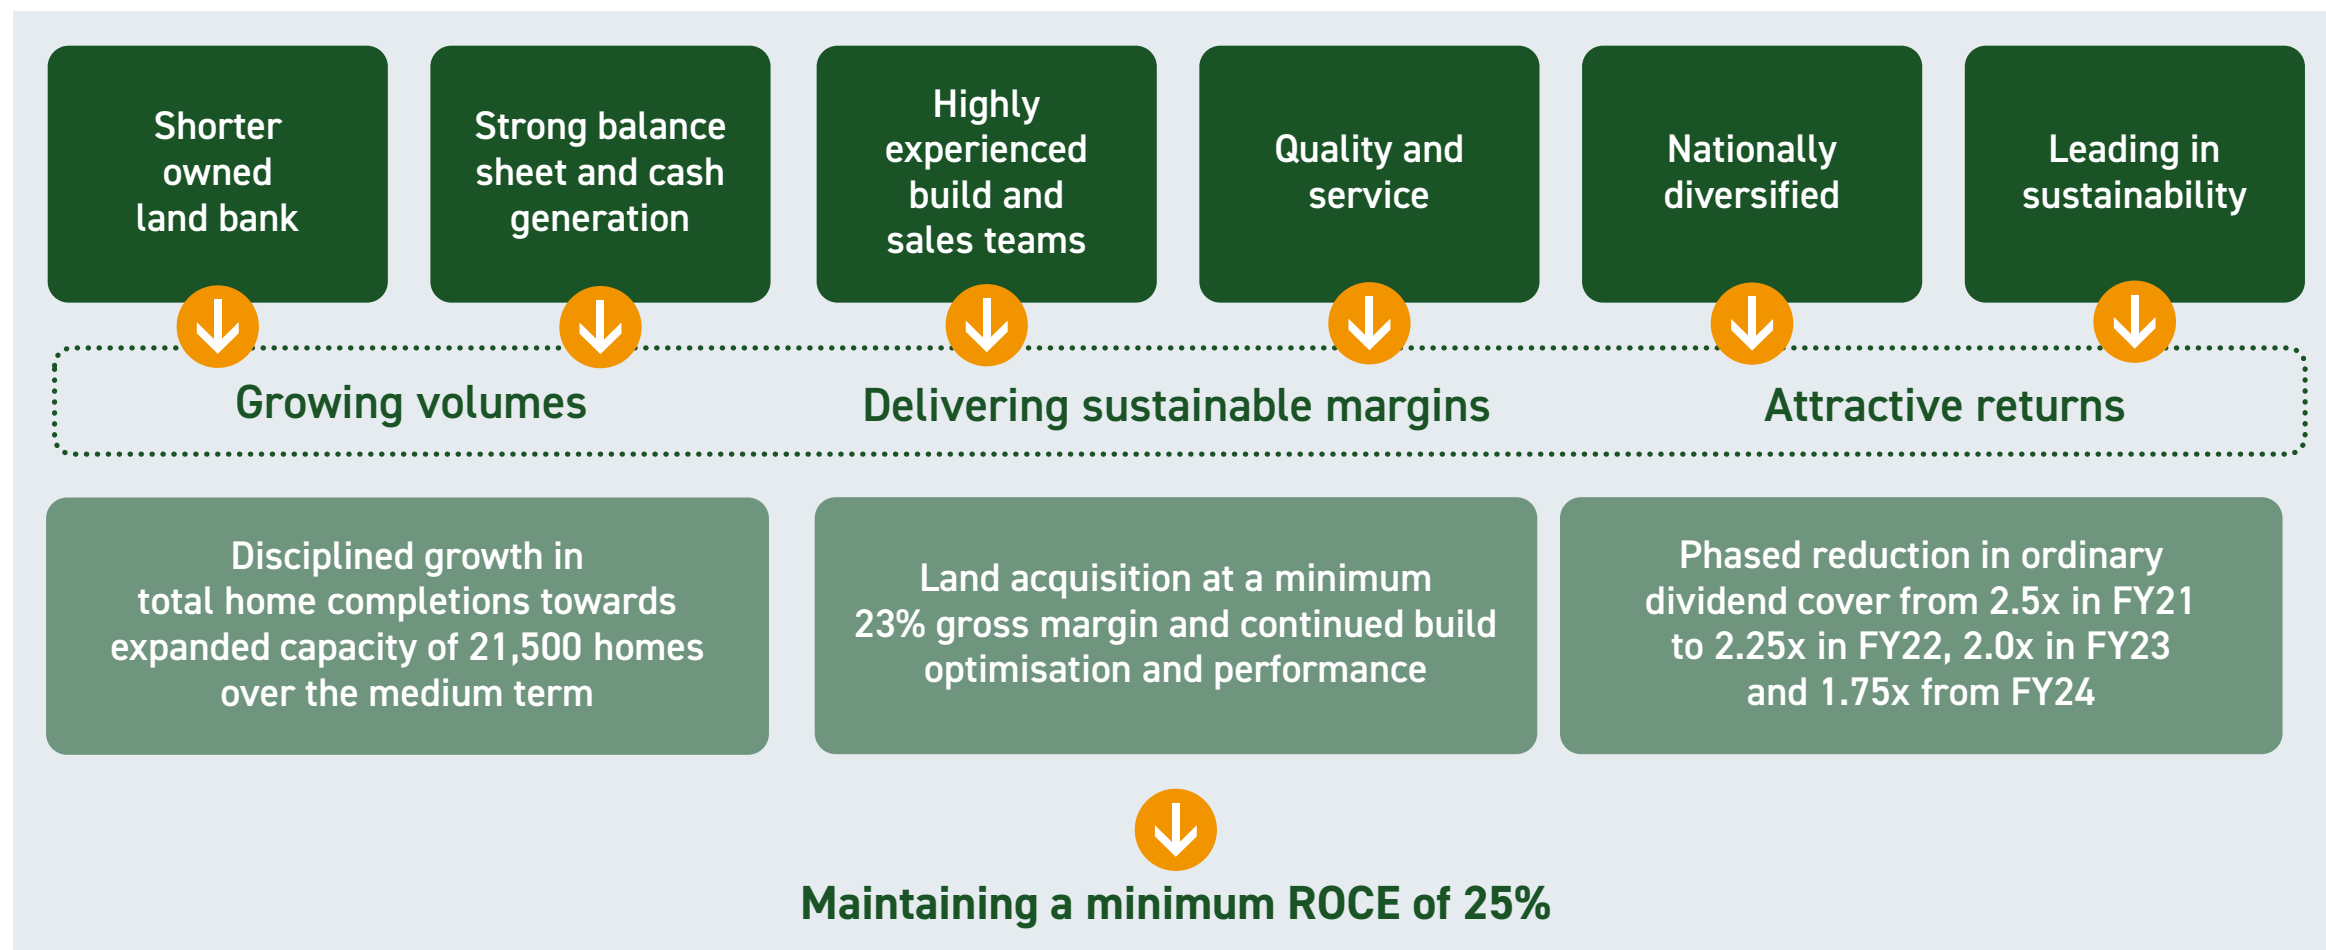 Shorter
owned
land bank
Strong balance
sheet and cash
generation
Highly
experienced
build and
sales teams
Quality and
service
Nationally
diversified
Leading in
sustainability
Growing volumes
Delivering sustainable margins
Attractive returns
Disciplined growth in
total home completions towards
expanded capacity of 21,500 homes
over the medium term
Land acquisition at a minimum
23% gross margin and continued build
optimisation and performance
Phased reduction in ordinary
dividend cover from 2.5x in FY21
to 2.25x in FY22, 2.0x in FY23
and 1.75x from FY24
Maintaining a minimum ROCE of 25%